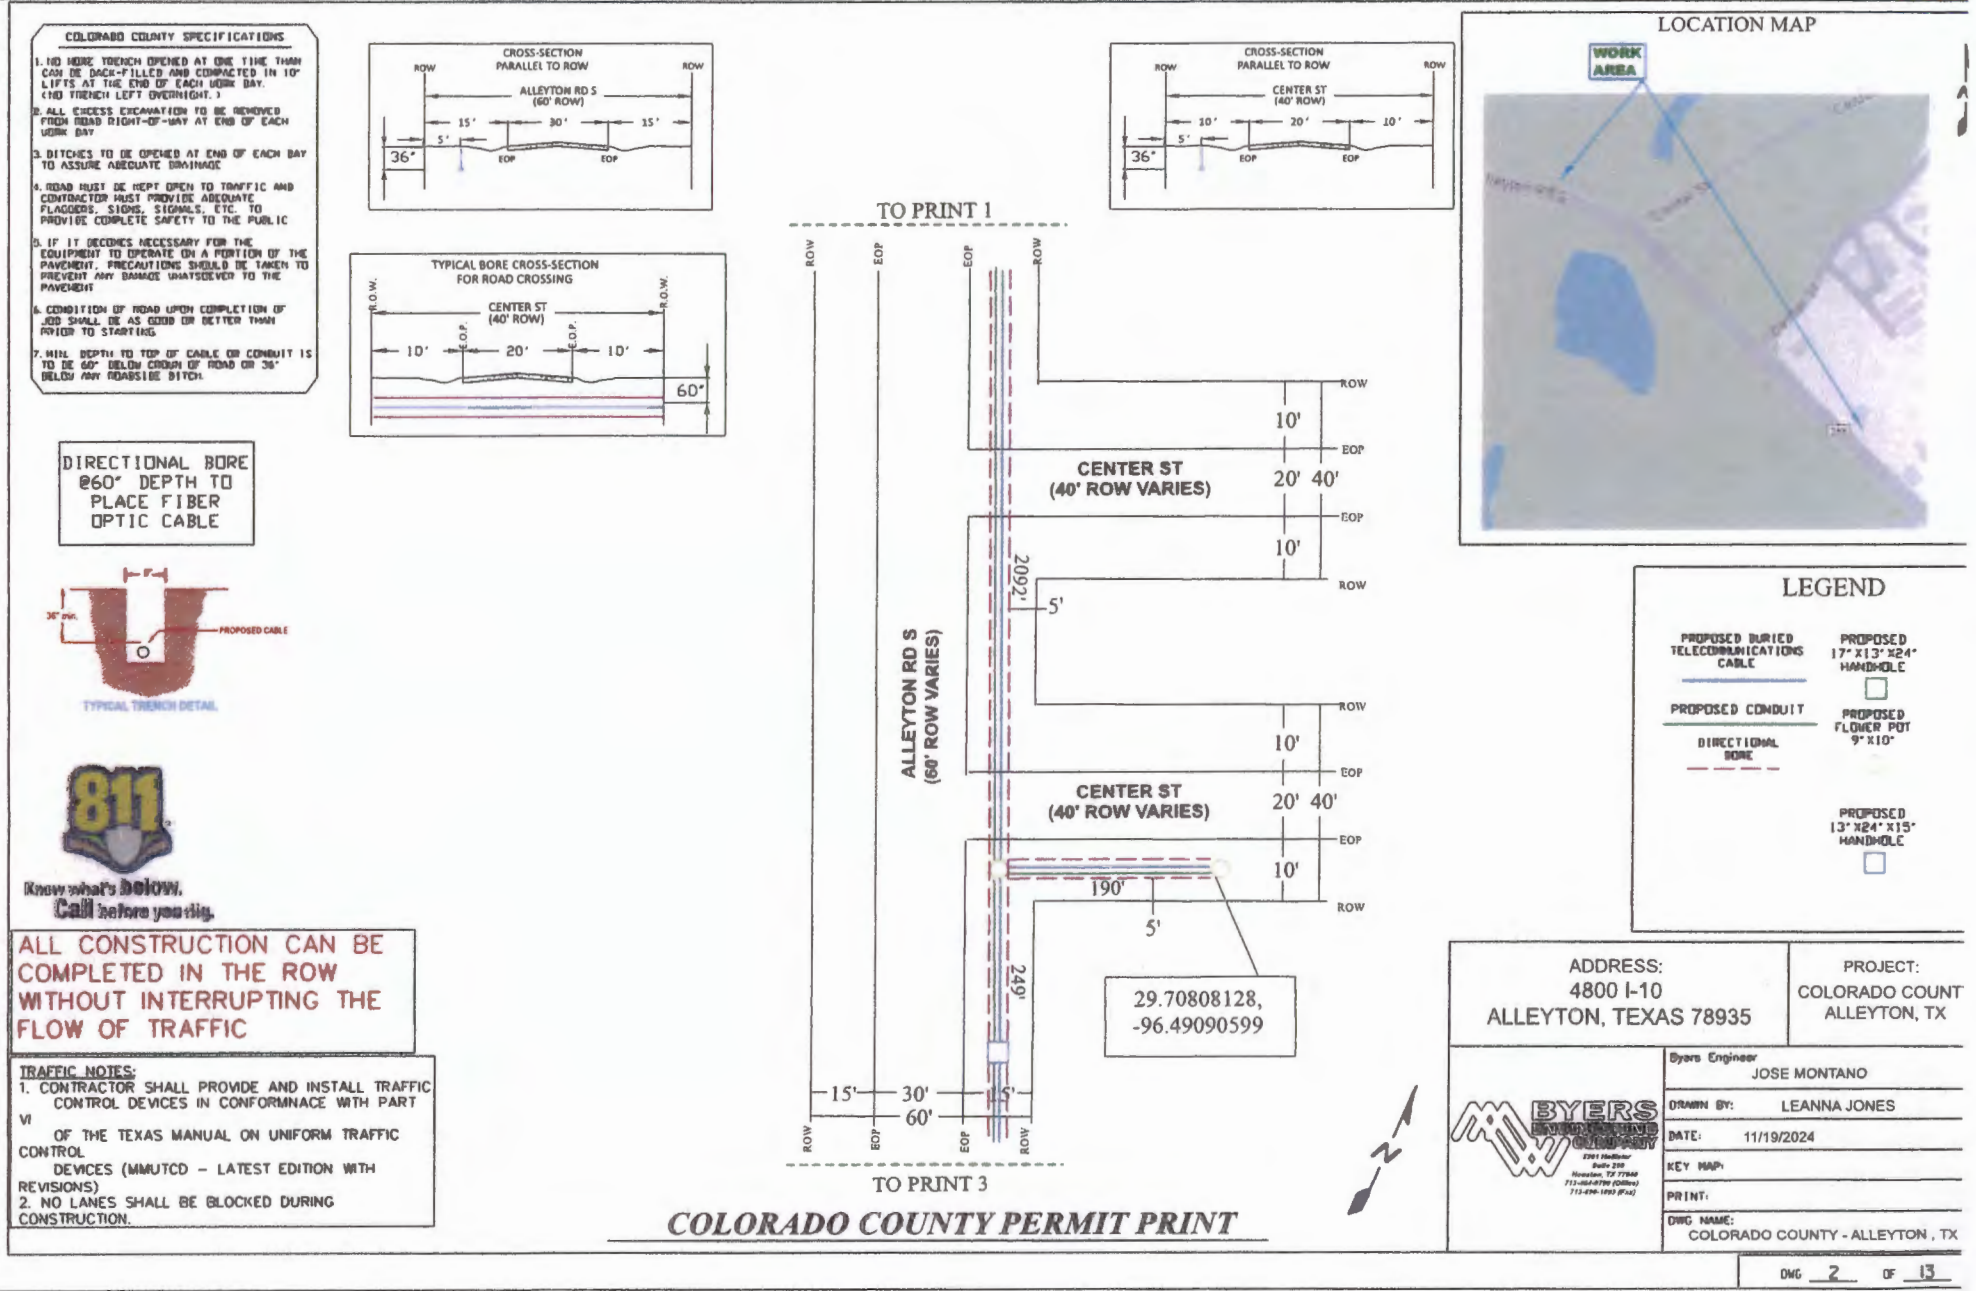 COLORADO COUNTY SPECIFICATIONS
1. NO MORE TRENCH OPENED AT ONE TIME THAN
CAN BE BACK-FILLED AND COMPACTED IN 10"
LIFTS AT THE END OF EACH WORK DAY.
(NO TRENCH LEFT OVERNIGHT.)
2. ALL EXCESS EXCAVATION TO BE REMOVED
FROM ROAD RIGHT-OF-WAY AT END OF EACH
WORK DAY
3. DITCHES TO BE OPENED AT END OF EACH DAY
TO ASSURE ADEQUATE DRAINAGE
4. ROAD MUST BE KEPT OPEN TO TRAFFIC AND
CONTRACTOR MUST PROVIDE ADEQUATE
FLAGGERS, SIGNS, SIGNALS, ETC. TO
PROVIDE COMPLETE SAFETY TO THE PUBLIC
5. IF IT BECOMES NECESSARY FOR THE
EQUIPMENT TO OPERATE ON A PORTION OF THE
PAVEMENT, PRECAUTIONS SHOULD BE TAKEN TO
PREVENT ANY DAMAGE WHATSOEVER TO THE
PAVEMENT
6. CONDITION OF ROAD UPON COMPLETION OF
JOB SHALL BE AS GOOD OR BETTER THAN
PRIOR TO STARTING
7. MIN. DEPTH TO TOP OF CABLE OR CONDUIT IS
TO BE 60" BELOW CROWN OF ROAD OR 36"
BELOW ANY ROADSIDE DITCH.
CROSS-SECTION
PARALLEL TO ROW
ROW
ROW
ALLEYTON RD S
(60' ROW)
15'
30'
15'
5'
36"
EOP
EOP
CROSS-SECTION
PARALLEL TO ROW
ROW
ROW
CENTER ST
(40' ROW)
10'
20'
10'
5'
36"
EOP
EOP
TYPICAL BORE CROSS-SECTION
FOR ROAD CROSSING
R.O.W.
R.O.W.
CENTER ST
(40' ROW)
E.O.P.
E.O.P.
10'
20'
10'
60"
DIRECTIONAL BORE
@60" DEPTH TO
PLACE FIBER
OPTIC CABLE
36" min.
PROPOSED CABLE
TYPICAL TRENCH DETAIL
811
Know what's below.
Call before you dig.
ALL CONSTRUCTION CAN BE
COMPLETED IN THE ROW
WITHOUT INTERRUPTING THE
FLOW OF TRAFFIC
TRAFFIC NOTES:
1. CONTRACTOR SHALL PROVIDE AND INSTALL TRAFFIC
CONTROL DEVICES IN CONFORMNACE WITH PART
VI
OF THE TEXAS MANUAL ON UNIFORM TRAFFIC
CONTROL
DEVICES (MMUTCD - LATEST EDITION WITH
REVISIONS)
2. NO LANES SHALL BE BLOCKED DURING
CONSTRUCTION.
TO PRINT 1
ROW
EOP
EOP
ROW
ROW
10'
EOP
CENTER ST
(40' ROW VARIES)
20' 40'
EOP
10'
ROW
2092'
5'
ALLEYTON RD S
(60' ROW VARIES)
ROW
10'
EOP
CENTER ST
(40' ROW VARIES)
20' 40'
EOP
10'
190'
ROW
5'
249'
29.70808128,
-96.49090599
15'
30'
60'
ROW
EOP
EOP
ROW
TO PRINT 3
N
COLORADO COUNTY PERMIT PRINT
LOCATION MAP
WORK
AREA
Center St
LEGEND
PROPOSED BURIED
TELECOMMUNICATIONS
CABLE
PROPOSED CONDUIT
DIRECTIONAL
BORE
PROPOSED
17"X13"X24"
HANDHOLE
PROPOSED
FLOWER POT
9"X10"
PROPOSED
13"X24"X15"
HANDHOLE
ADDRESS:
4800 I-10
ALLEYTON, TEXAS 78935
PROJECT:
COLORADO COUNT
ALLEYTON, TX
BYERS
ENGINEERING
COMPANY
Byers Engineer
JOSE MONTANO
DRAWN BY: LEANNA JONES
DATE: 11/19/2024
KEY MAP:
PRINT:
DWG NAME:
COLORADO COUNTY - ALLEYTON , TX
DWG 2 OF 13